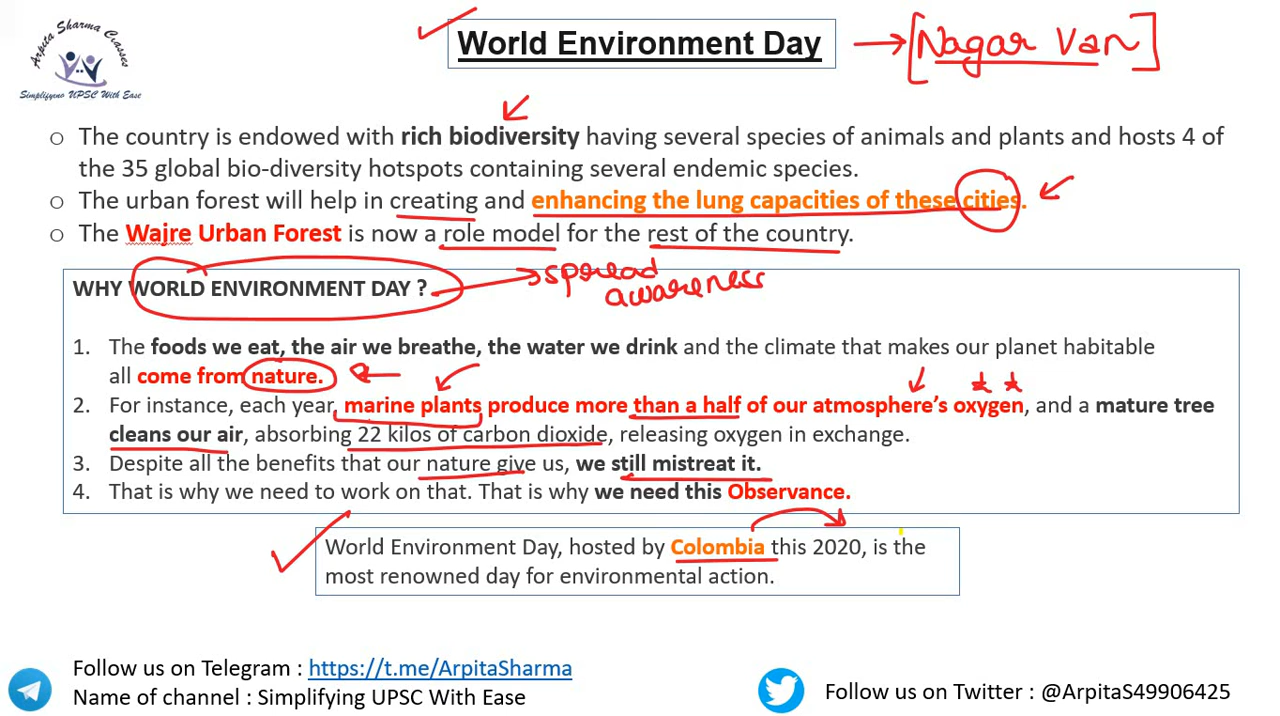 Arpita Sharma Classes
Simplifying UPSC With Ease
World Environment Day
[Nagar Van]
o The country is endowed with rich biodiversity having several species of animals and plants and hosts 4 of
the 35 global bio-diversity hotspots containing several endemic species.
o The urban forest will help in creating and enhancing the lung capacities of these cities.
o The Wajre Urban Forest is now a role model for the rest of the country.
spread
awareness
WHY WORLD ENVIRONMENT DAY ?
1. The foods we eat, the air we breathe, the water we drink and the climate that makes our planet habitable
all come from nature.
2. For instance, each year, marine plants produce more than a half of our atmosphere's oxygen, and a mature tree
cleans our air, absorbing 22 kilos of carbon dioxide, releasing oxygen in exchange.
3. Despite all the benefits that our nature give us, we still mistreat it.
4. That is why we need to work on that. That is why we need this Observance.
World Environment Day, hosted by Colombia this 2020, is the
most renowned day for environmental action.
Follow us on Telegram : https://t.me/ArpitaSharma
Name of channel : Simplifying UPSC With Ease
Follow us on Twitter : @ArpitaS49906425